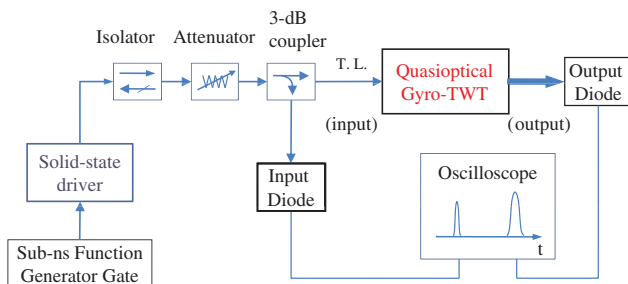 Isolator
Attenuator
3-dB
coupler
T. L.
Quasioptical
Gyro-TWT
Output
Diode
(input)
(output)
Solid-state
driver
Input
Diode
Oscilloscope
t
Sub-ns Function
Generator Gate